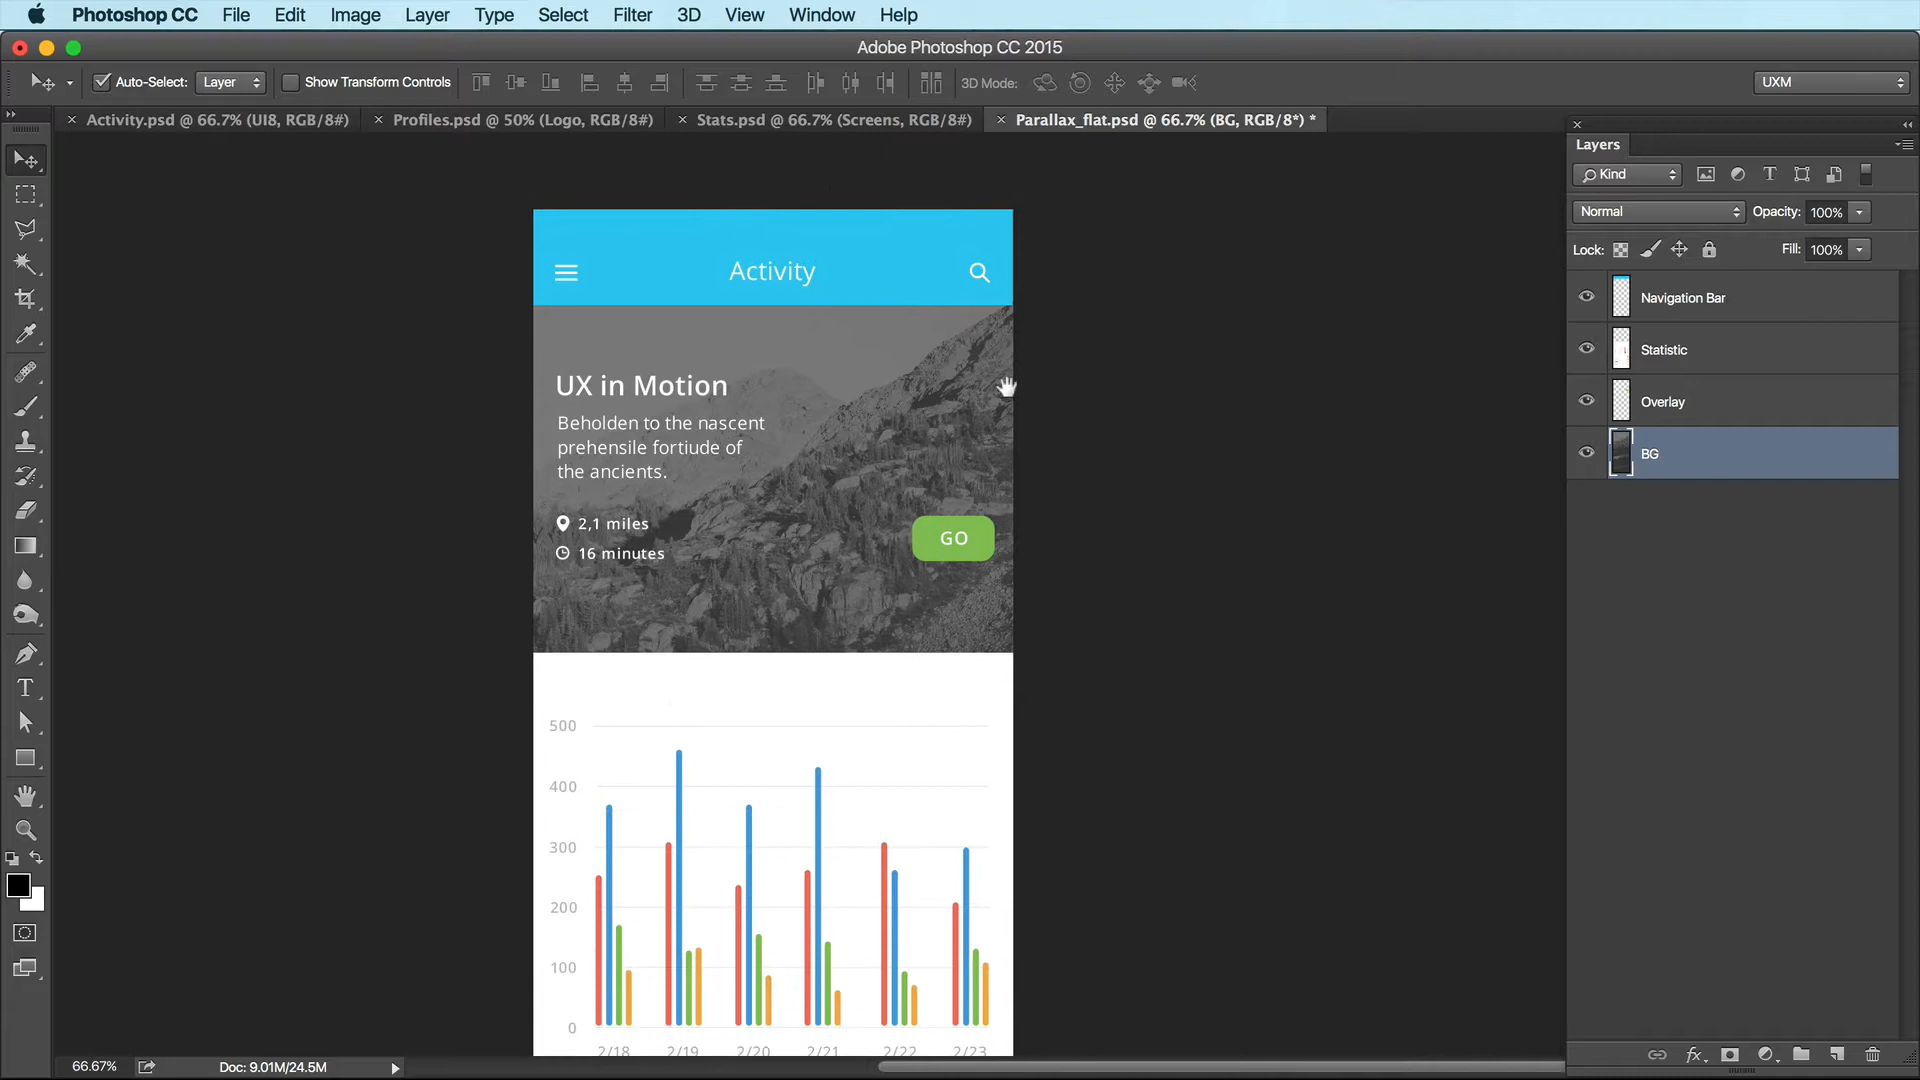 Photoshop CC File Edit Image Layer Type Select Filter 3D View Window Help
Adobe Photoshop CC 2015
Auto-Select: Layer Show Transform Controls 3D Mode: UXM
Activity.psd @ 66.7% (UI8, RGB/8#) Profiles.psd @ 50% (Logo, RGB/8#) Stats.psd @ 66.7% (Screens, RGB/8#) Parallax_flat.psd @ 66.7% (BG, RGB/8*) *
Layers
Kind
Normal Opacity: 100%
Lock: Fill: 100%
Navigation Bar
Statistic
Overlay
BG
Activity
UX in Motion
Beholden to the nascent
prehensile fortiude of
the ancients.
2,1 miles
16 minutes
GO
500
400
300
200
100
0
2/18 2/19 2/20 2/21 2/22 2/23
66.67% Doc: 9.01M/24.5M